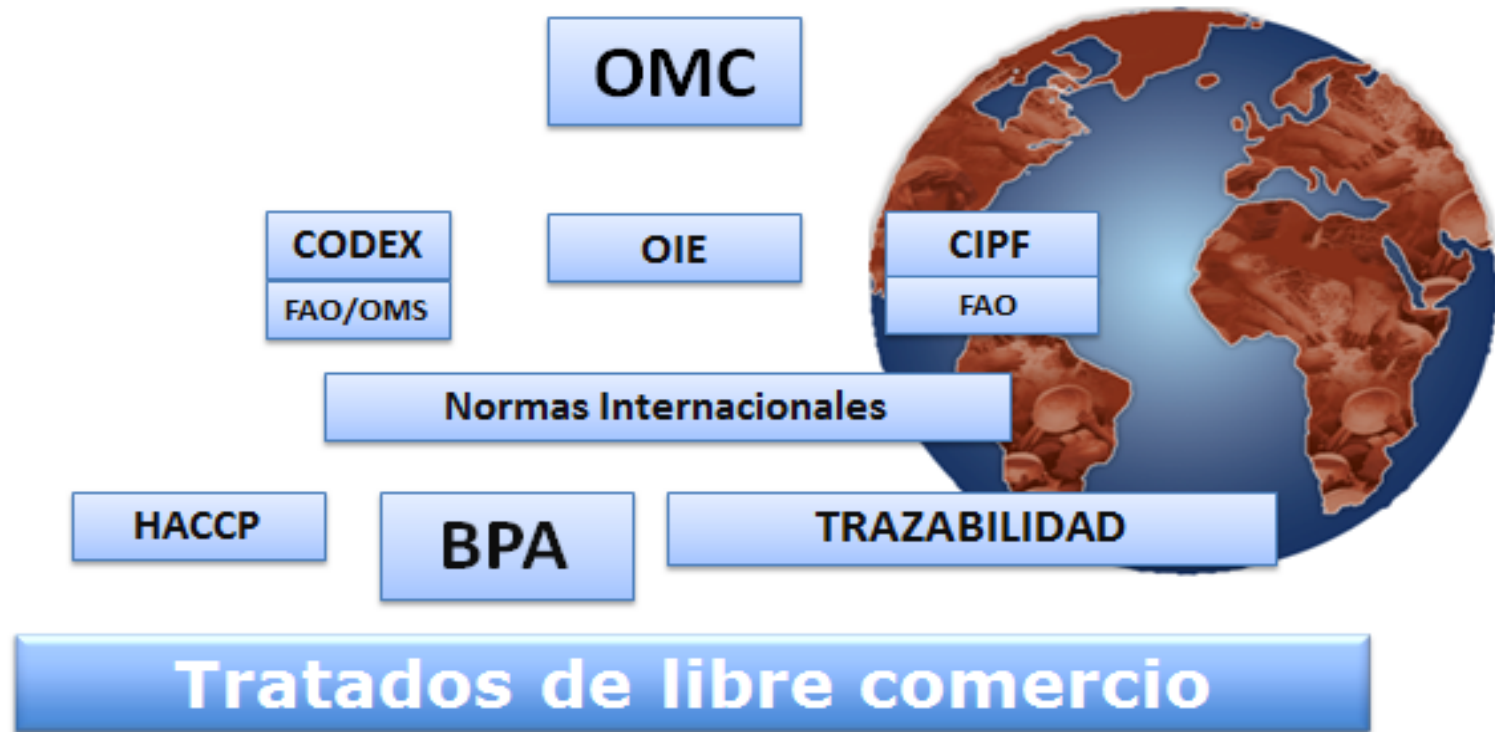 OMC
CODEX
FAO/OMS
OIE
CIPF
FAO
Normas Internacionales
HACCP
BPA
TRAZABILIDAD
Tratados de libre comercio